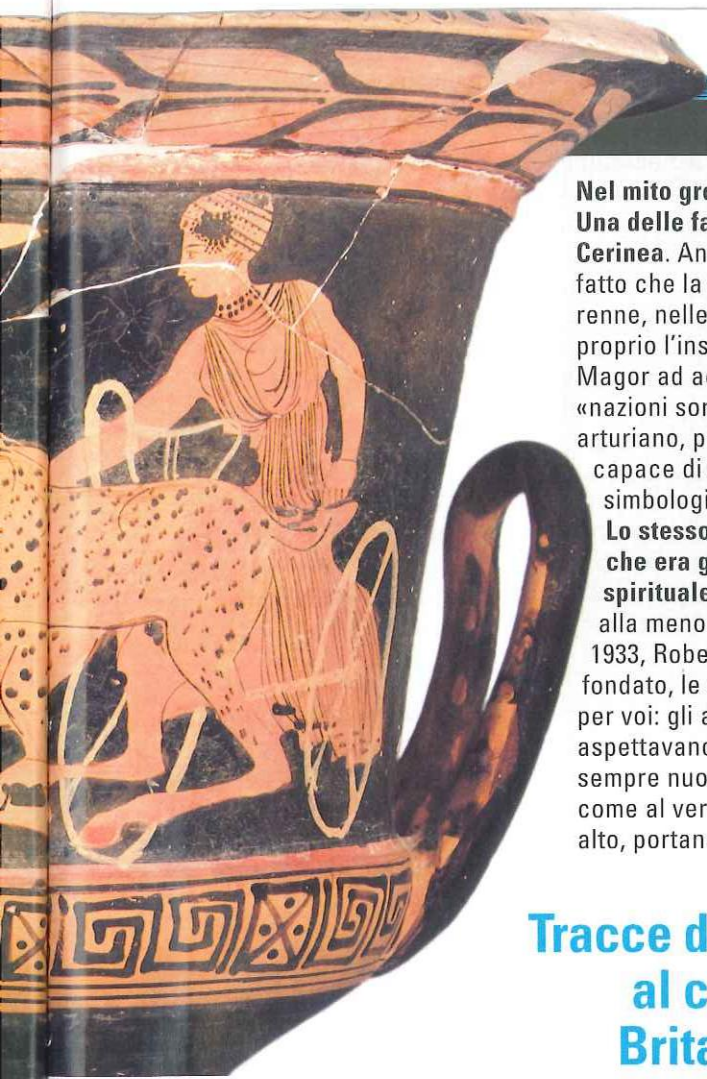 Nel mito gre
Una delle fa
Cerinea. An
fatto che la
renne, nelle
proprio l'ins
Magor ad a
«nazioni sor
arturiano, p
capace di
simbologi
Lo stesso
che era g
spirituale
alla meno
1933, Robe
fondato, le
per voi: gli a
aspettavano
sempre nuo
come al ver
alto, portan
Tracce d
al c
Brita